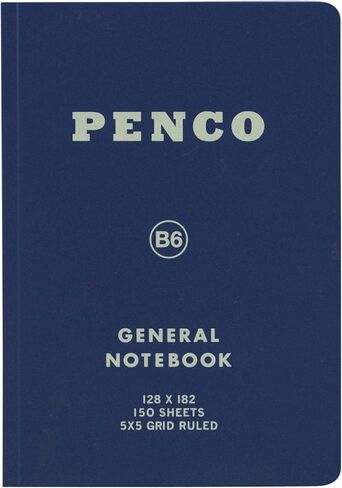 PENCO
B6
GENERAL
NOTEBOOK
128 X 182
150 SHEETS
5X5 GRID RULED